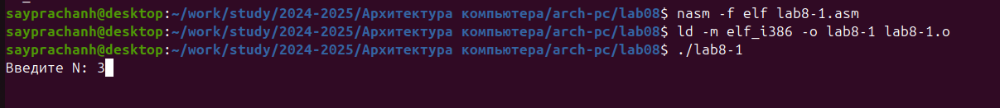 sayprachanh@desktop:~/work/study/2024-2025/Архитектура компьютера/arch-pc/lab08$ nasm -f elf lab8-1.asm
sayprachanh@desktop:~/work/study/2024-2025/Архитектура компьютера/arch-pc/lab08$ ld -m elf_i386 -o lab8-1 lab8-1.o
sayprachanh@desktop:~/work/study/2024-2025/Архитектура компьютера/arch-pc/lab08$ ./lab8-1
Введите N: 3